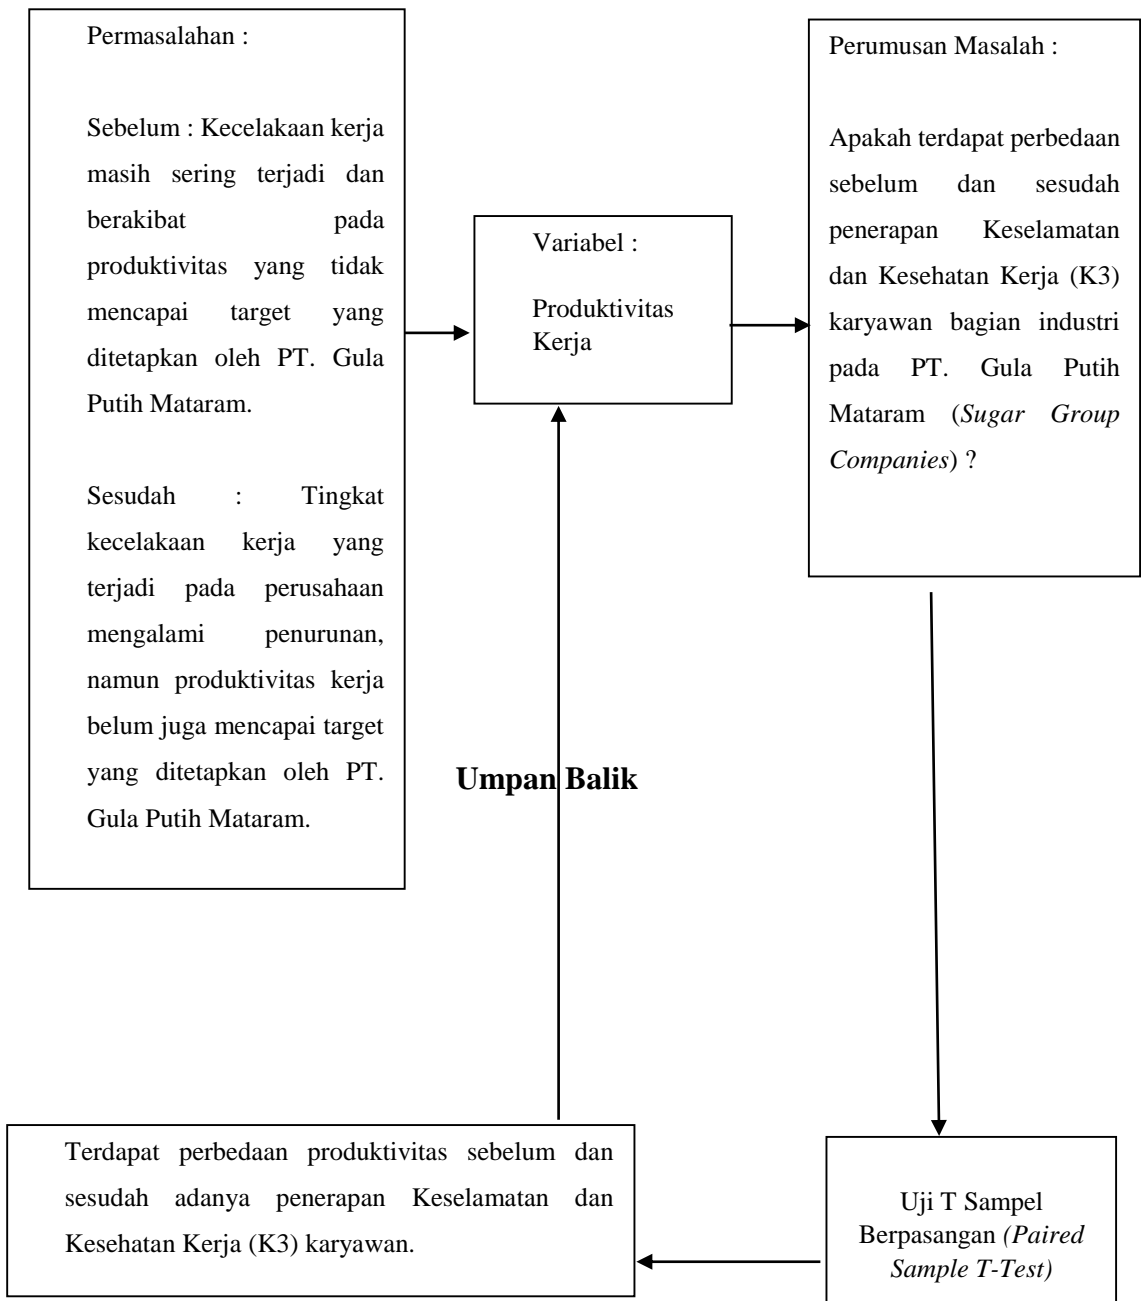 Permasalahan :
Sebelum : Kecelakaan kerja
masih sering terjadi dan
berakibat pada
produktivitas yang tidak
mencapai target yang
ditetapkan oleh PT. Gula
Putih Mataram.
Sesudah : Tingkat
kecelakaan kerja yang
terjadi pada perusahaan
mengalami penurunan,
namun produktivitas kerja
belum juga mencapai target
yang ditetapkan oleh PT.
Gula Putih Mataram.
Variabel :
Produktivitas
Kerja
Perumusan Masalah :
Apakah terdapat perbedaan
sebelum dan sesudah
penerapan Keselamatan
dan Kesehatan Kerja (K3)
karyawan bagian industri
pada PT. Gula Putih
Mataram (Sugar Group
Companies) ?
Umpan Balik
Terdapat perbedaan produktivitas sebelum dan
sesudah adanya penerapan Keselamatan dan
Kesehatan Kerja (K3) karyawan.
Uji T Sampel
Berpasangan (Paired
Sample T-Test)